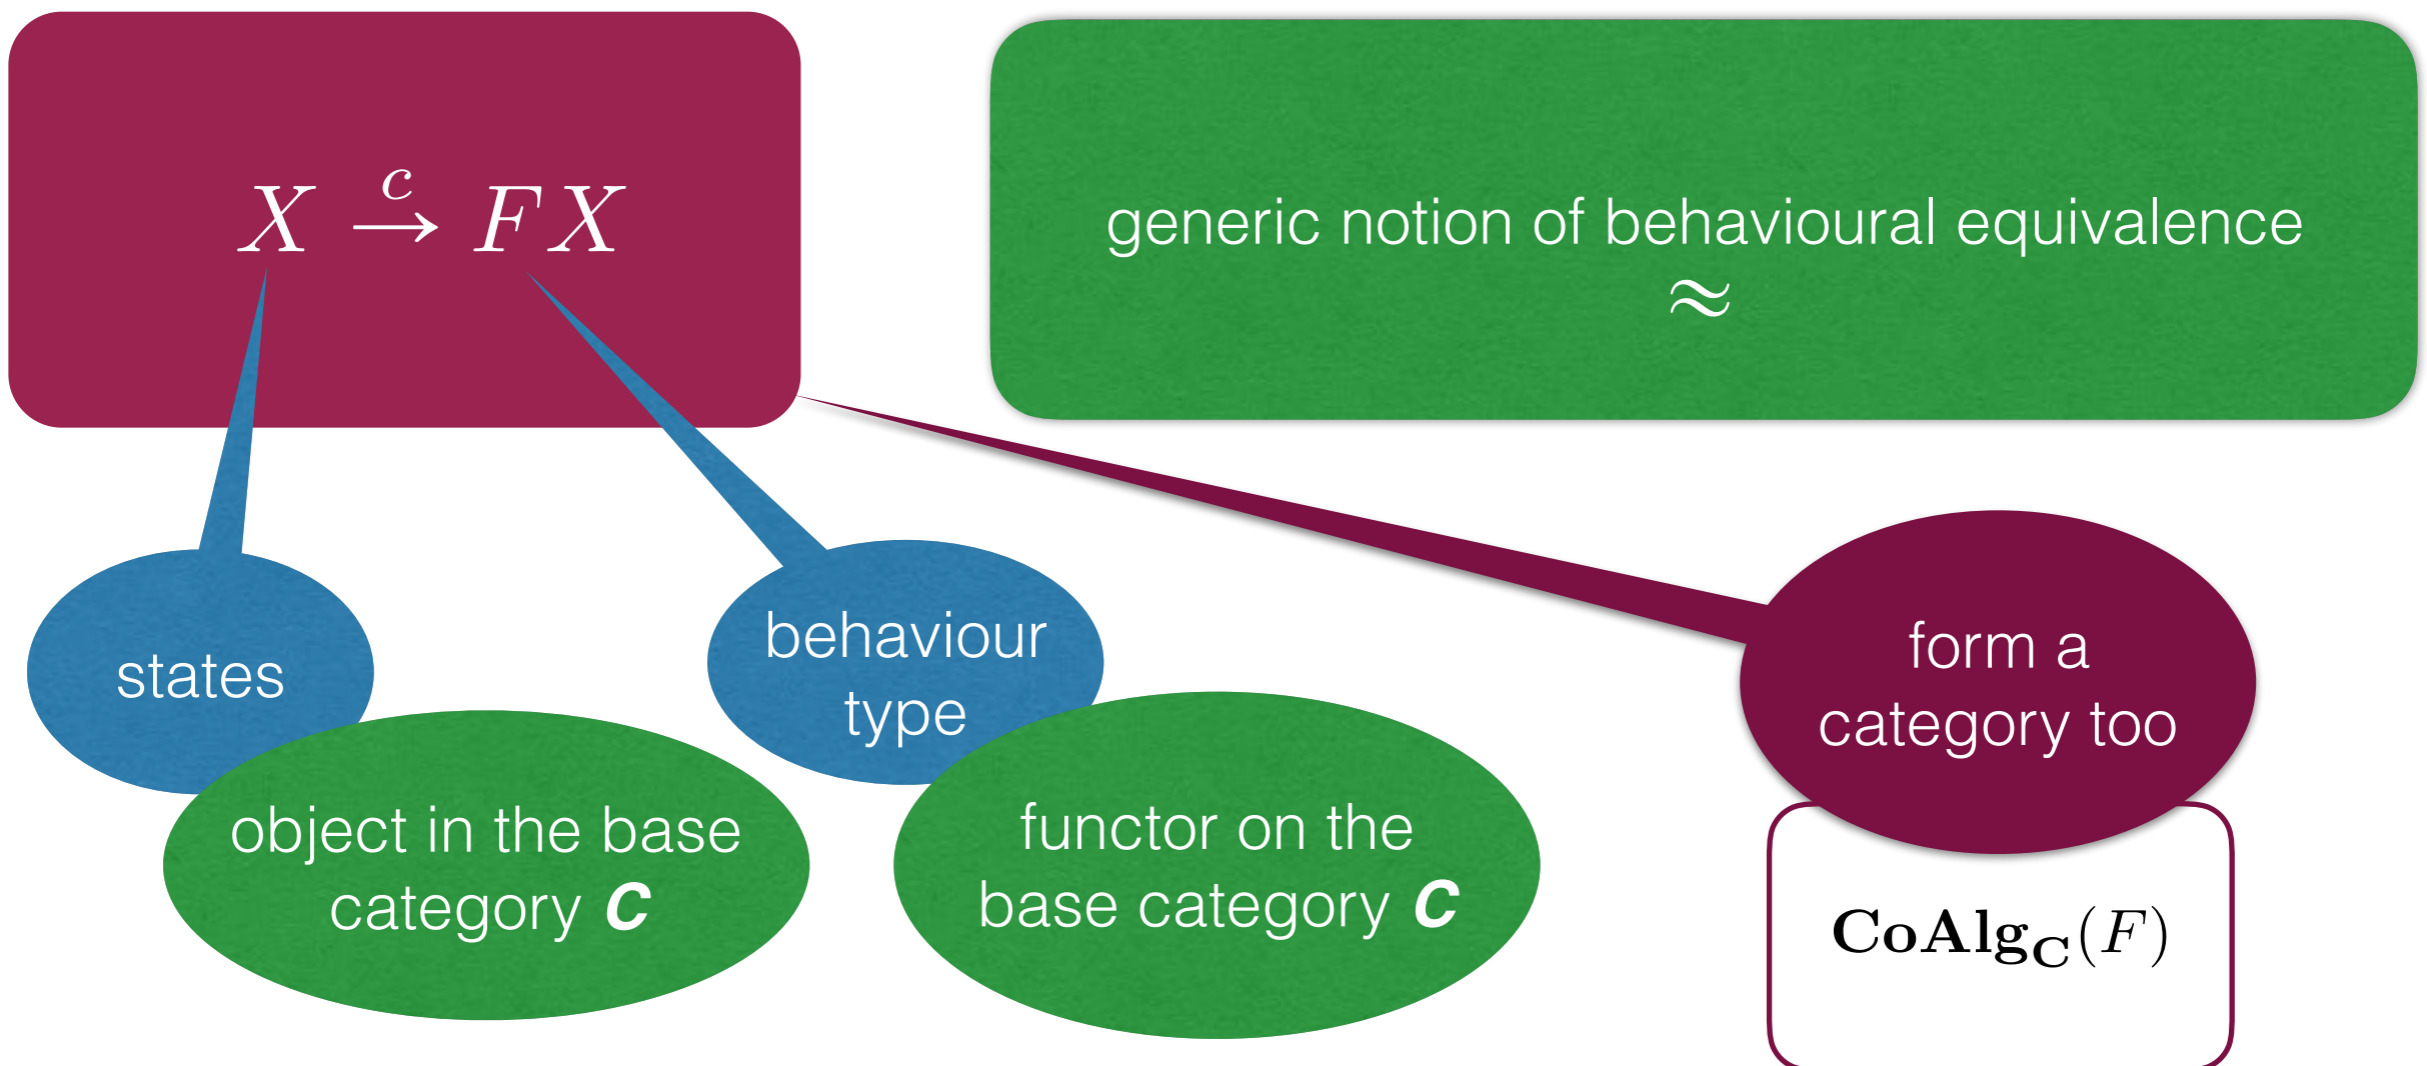 X \xrightarrow{c} FX
generic notion of behavioural equivalence
≈
states
behaviour
type
form a
category too
object in the base
category C
functor on the
base category C
CoAlg_C(F)